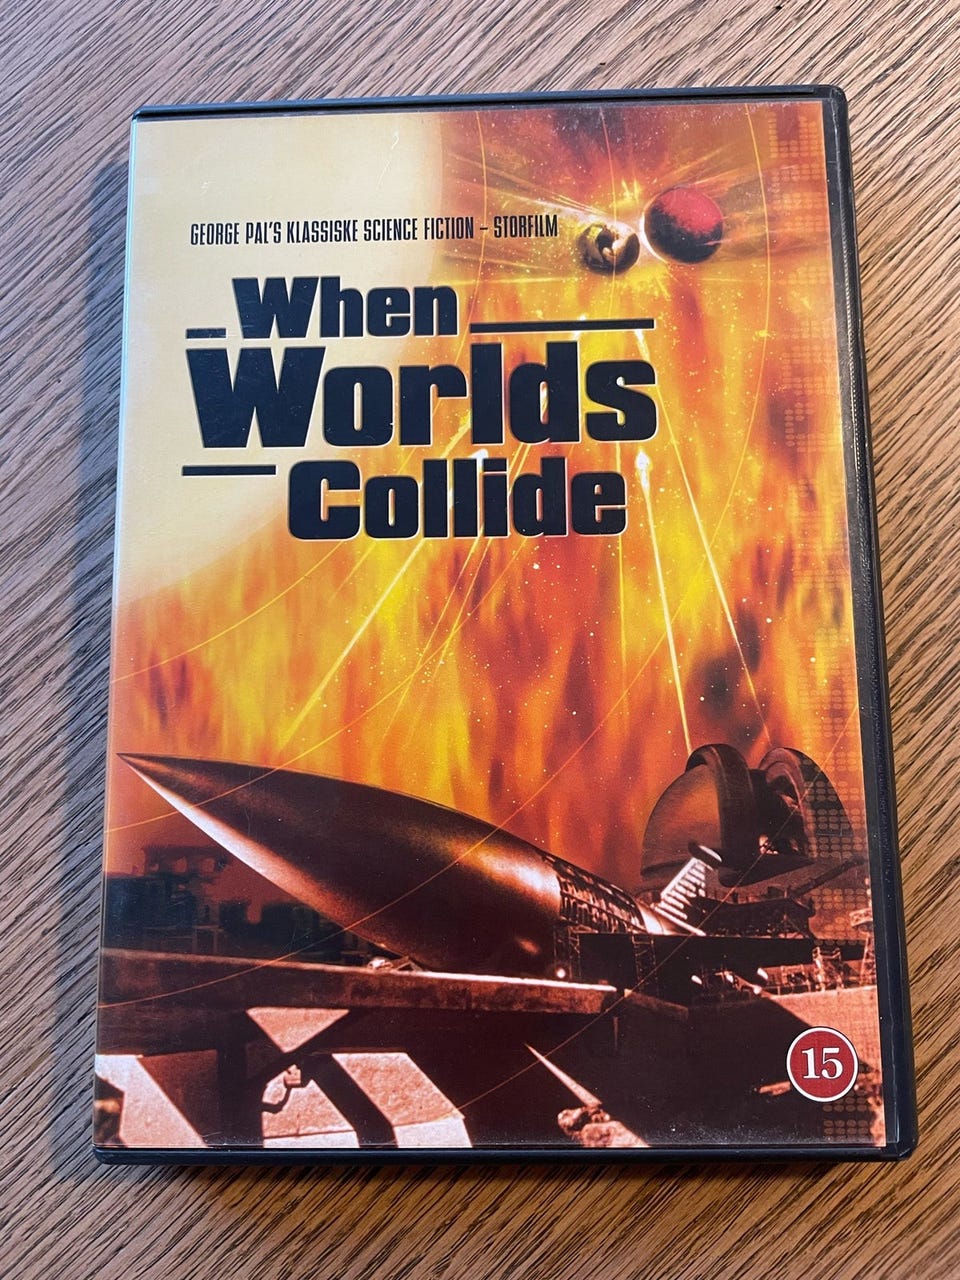 GEORGE PAL'S KLASSISKE SCIENCE FICTION – STORFILM
When
Worlds
Collide
15